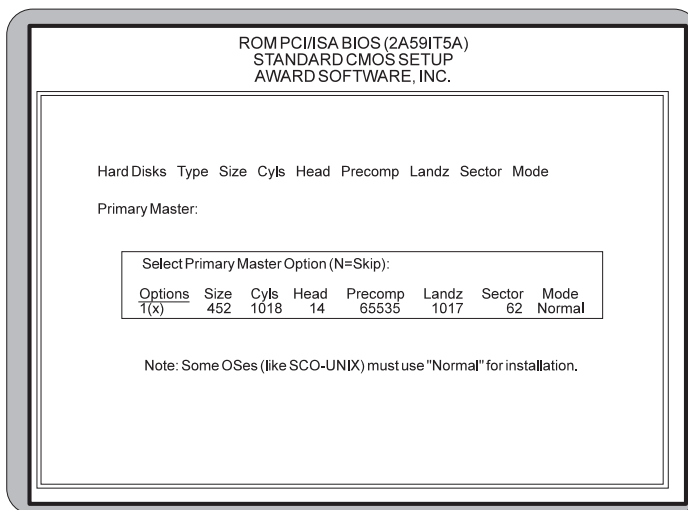 ROM PCI/ISA BIOS (2A59IT5A)
STANDARD CMOS SETUP
AWARD SOFTWARE, INC.
Hard Disks Type Size Cyls Head Precomp Landz Sector Mode
Primary Master:
Select Primary Master Option (N=Skip):
Options Size Cyls Head Precomp Landz Sector Mode
1(x) 452 1018 14 65535 1017 62 Normal
Note: Some OSes (like SCO-UNIX) must use "Normal" for installation.